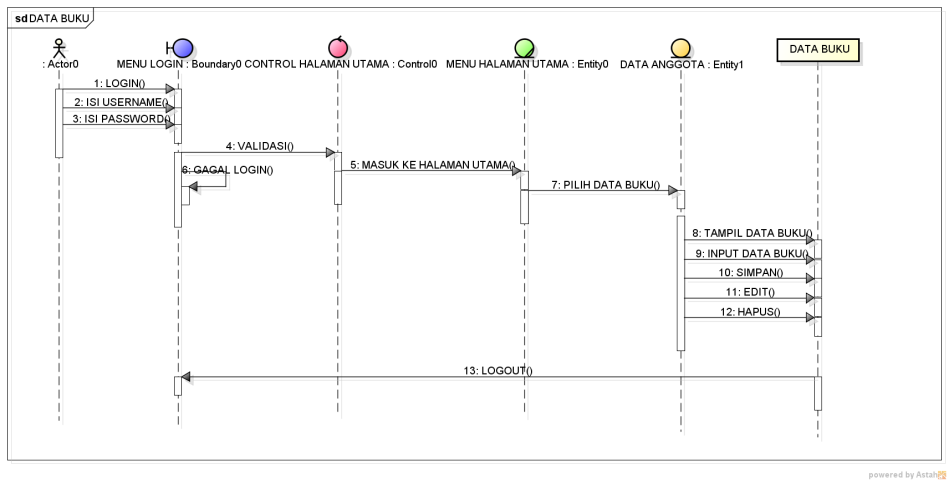 sd DATA BUKU
: Actor0
MENU LOGIN : Boundary0
CONTROL HALAMAN UTAMA : Control0
MENU HALAMAN UTAMA : Entity0
DATA ANGGOTA : Entity1
DATA BUKU
1: LOGIN()
2: ISI USERNAME()
3: ISI PASSWORD()
4: VALIDASI()
5: MASUK KE HALAMAN UTAMA()
6: GAGAL LOGIN()
7: PILIH DATA BUKU()
8: TAMPIL DATA BUKU()
9: INPUT DATA BUKU()
10: SIMPAN()
11: EDIT()
12: HAPUS()
13: LOGOUT()
powered by Astah